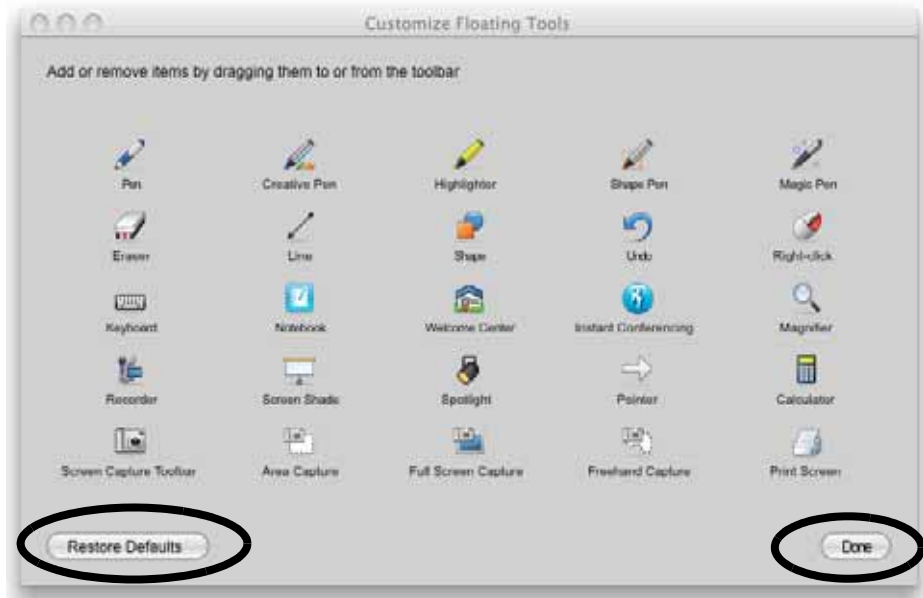 Customize Floating Tools
Add or remove items by dragging them to or from the toolbar
Pen Creative Pen Highlighter Shape Pen Magic Pen
Eraser Line Shape Undo Right-click
Keyboard Notebook Welcome Center Instant Conferencing Magnifier
Recorder Screen Shade Spotlight Pointer Calculator
Screen Capture Toolbar Area Capture Full Screen Capture Freehand Capture Print Screen
Restore Defaults Done